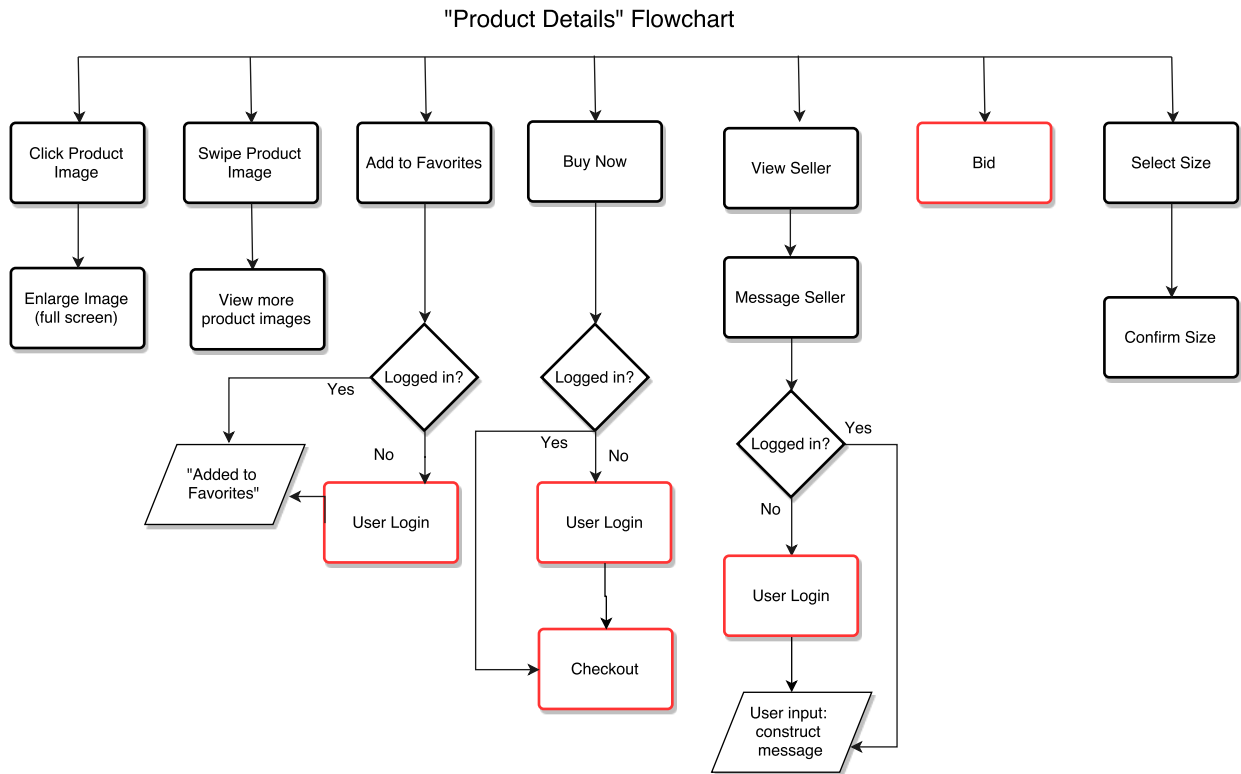 "Product Details" Flowchart
Click Product
Image
Swipe Product
Image
Add to Favorites
Buy Now
View Seller
Bid
Select Size
Enlarge Image
(full screen)
View more
product images
Message Seller
Confirm Size
Logged in?
Yes
No
"Added to
Favorites"
User Login
Logged in?
Yes
No
User Login
Checkout
Logged in?
Yes
No
User Login
User input:
construct
message